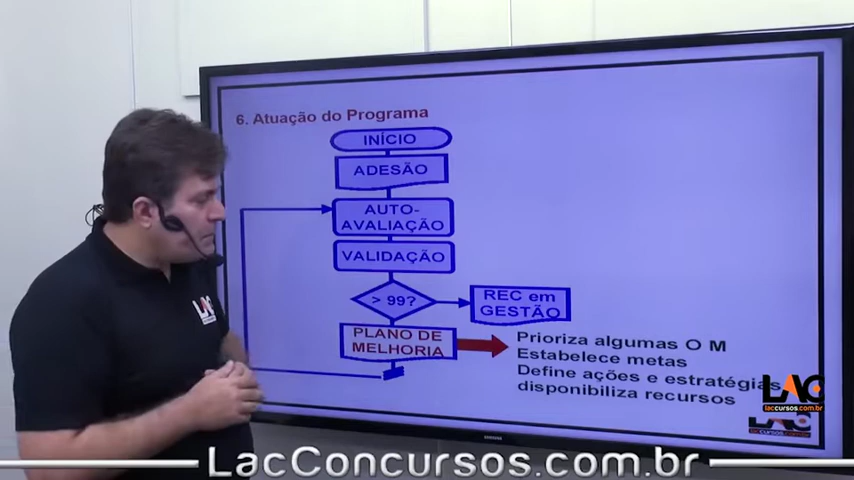 6. Atuação do Programa
INÍCIO
ADESÃO
AUTO-
AVALIAÇÃO
VALIDAÇÃO
> 99?
REC em
GESTÃO
PLANO DE
MELHORIA
Prioriza algumas O M
Estabelece metas
Define ações e estratégias
disponibiliza recursos
LAC
LAC
laccursos.com.br
LacConcursos.com.br